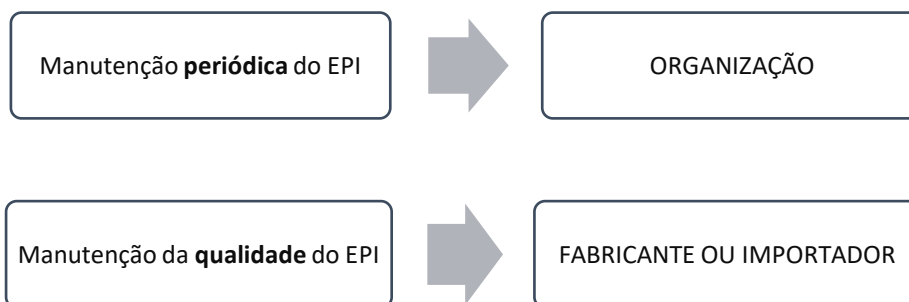 Manutenção periódica do EPI
ORGANIZAÇÃO
Manutenção da qualidade do EPI
FABRICANTE OU IMPORTADOR